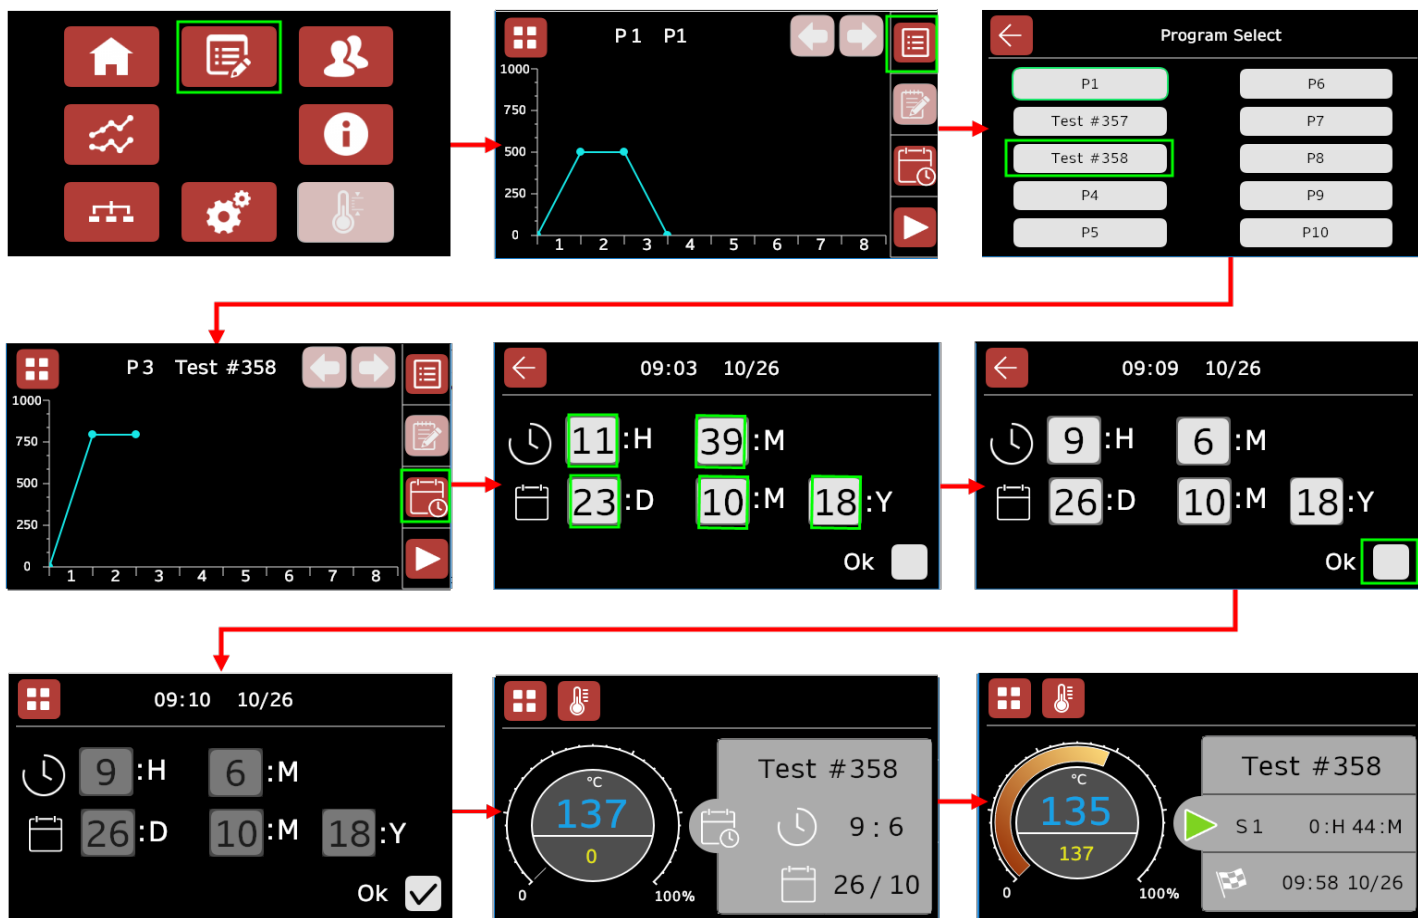 P 1 P1
1000
750
500
250
0
1 2 3 4 5 6 7 8
Program Select
P1 P6
Test #357 P7
Test #358 P8
P4 P9
P5 P10
P 3 Test #358
1000
750
500
250
0
1 2 3 4 5 6 7 8
09:03 10/26
11 :H 39 :M
23 :D 10 :M 18 :Y
Ok
09:09 10/26
9 :H 6 :M
26 :D 10 :M 18 :Y
Ok
09:10 10/26
9 :H 6 :M
26 :D 10 :M 18 :Y
Ok
°C
137
0
0 100%
Test #358
9 : 6
26 / 10
°C
135
137
0 100%
Test #358
S 1 0 :H 44 :M
09:58 10/26